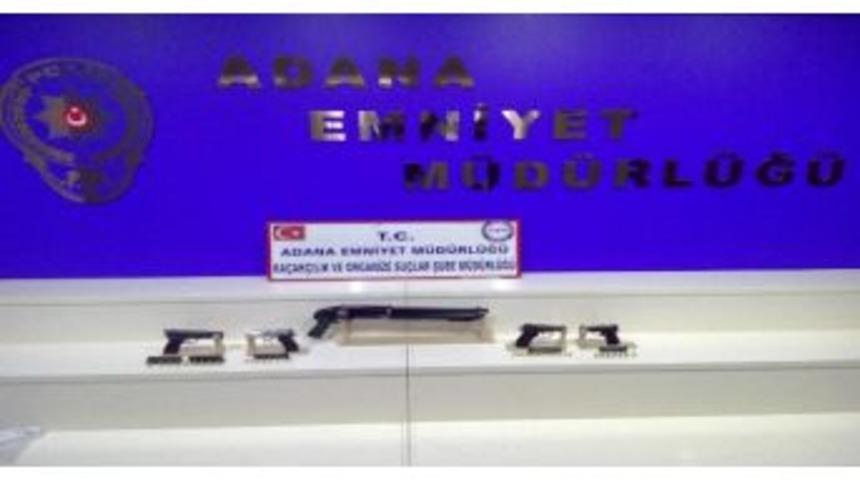 ADANA
EMNİYET
MÜDÜRLÜĞÜ
T.C.
ADANA EMNİYET MÜDÜRLÜĞÜ
KAÇAKÇILIK VE ORGANİZE SUÇLAR ŞUBE MÜDÜRLÜĞÜ